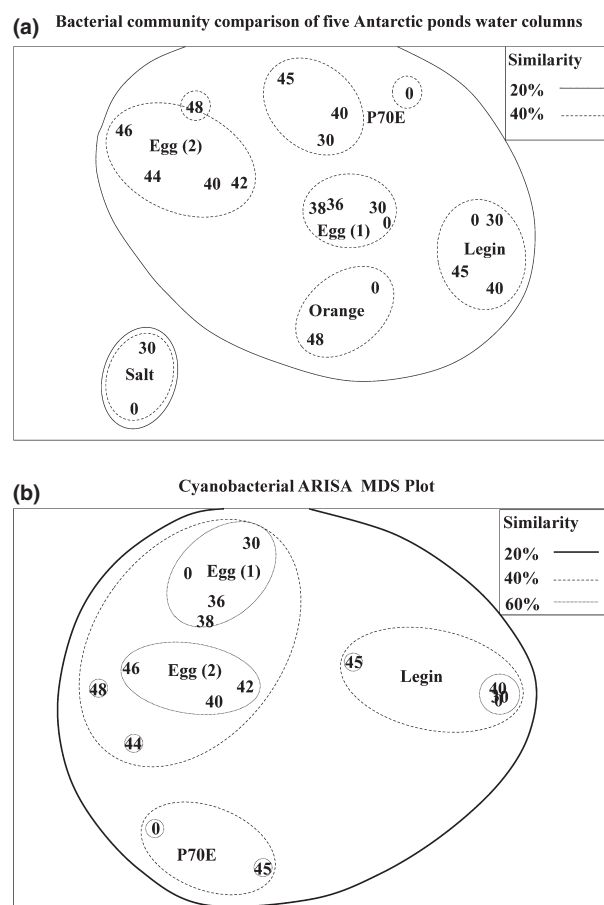 (a) Bacterial community comparison of five Antarctic ponds water columns
Similarity
20%
40%
45
0
48
40
P70E
46
30
Egg (2)
44 40 42
38 36 30
0
Egg (1)
0 30
Legin
45
40
0
Orange
48
30
Salt
0
(b) Cyanobacterial ARISA MDS Plot
Similarity
20%
40%
60%
30
0 Egg (1)
36
38
46 Egg (2)
42
40
48
44
45
Legin
40
30
0
0
P70E
45